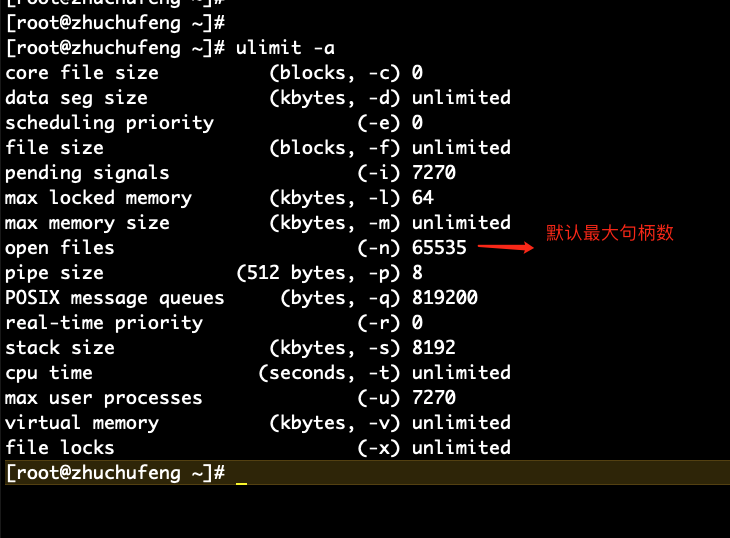 [root@zhuchufeng ~]#
[root@zhuchufeng ~]#
[root@zhuchufeng ~]# ulimit -a
core file size          (blocks, -c) 0
data seg size           (kbytes, -d) unlimited
scheduling priority             (-e) 0
file size               (blocks, -f) unlimited
pending signals                 (-i) 7270
max locked memory       (kbytes, -l) 64
max memory size         (kbytes, -m) unlimited
open files                      (-n) 65535 默认最大句柄数
pipe size            (512 bytes, -p) 8
POSIX message queues     (bytes, -q) 819200
real-time priority              (-r) 0
stack size              (kbytes, -s) 8192
cpu time               (seconds, -t) unlimited
max user processes              (-u) 7270
virtual memory          (kbytes, -v) unlimited
file locks                      (-x) unlimited
[root@zhuchufeng ~]#